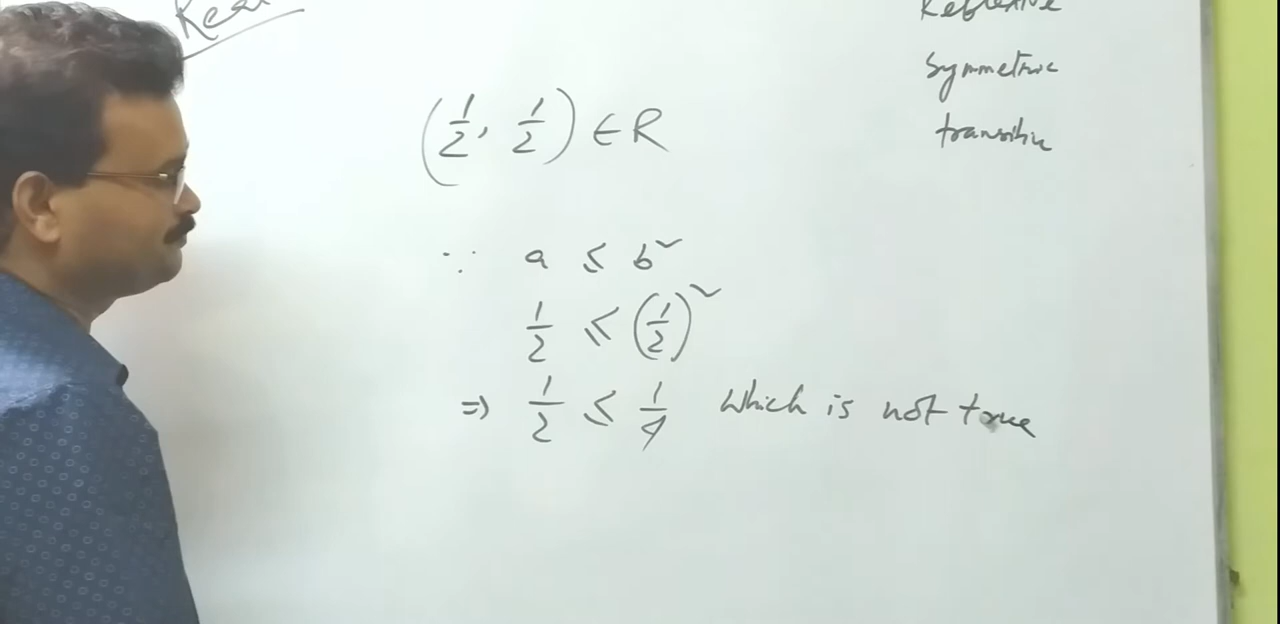 Reflexive
Symmetric
transitive
(1/2, 1/2) ∈ R
∵ a ≤ b²
1/2 ≤ (1/2)²
⇒ 1/2 ≤ 1/4 which is not true